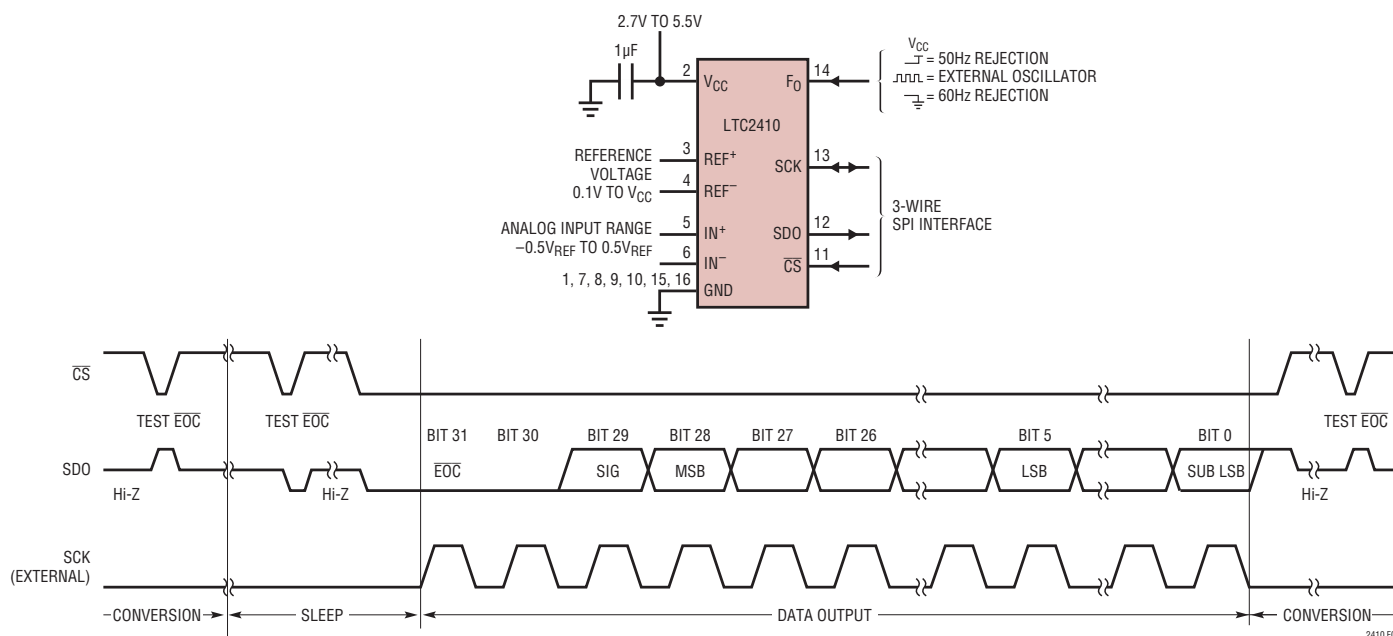 2.7V TO 5.5V
1µF
2
VCC
FO
14
VCC
= 50Hz REJECTION
= EXTERNAL OSCILLATOR
= 60Hz REJECTION
LTC2410
REFERENCE
VOLTAGE
0.1V TO VCC
3
REF+
4
REF–
SCK
13
3-WIRE
SPI INTERFACE
ANALOG INPUT RANGE
–0.5VREF TO 0.5VREF
5
IN+
6
IN–
SDO
12
CS
11
1, 7, 8, 9, 10, 15, 16
GND
CS
TEST EOC
TEST EOC
TEST EOC
BIT 31
BIT 30
BIT 29
BIT 28
BIT 27
BIT 26
BIT 5
BIT 0
SDO
EOC
SIG
MSB
LSB
SUB LSB
Hi-Z
Hi-Z
Hi-Z
SCK
(EXTERNAL)
CONVERSION
SLEEP
DATA OUTPUT
CONVERSION